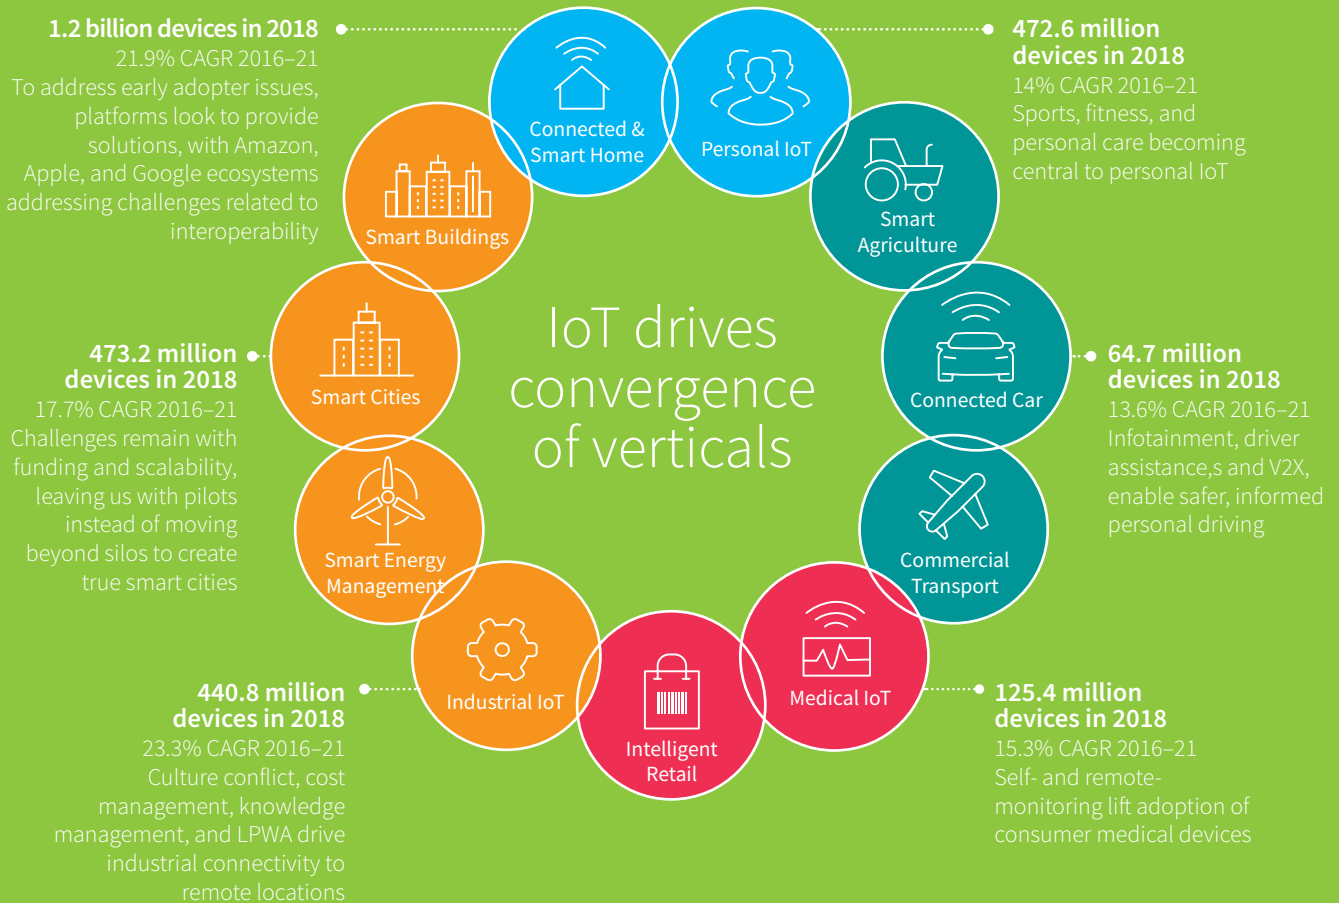 1.2 billion devices in 2018
21.9% CAGR 2016–21
To address early adopter issues,
platforms look to provide
solutions, with Amazon,
Apple, and Google ecosystems
addressing challenges related to
interoperability
Connected &
Smart Home
Personal IoT
472.6 million
devices in 2018
14% CAGR 2016–21
Sports, fitness, and
personal care becoming
central to personal IoT
Smart Buildings
Smart
Agriculture
IoT drives
convergence
of verticals
473.2 million
devices in 2018
17.7% CAGR 2016–21
Challenges remain with
funding and scalability,
leaving us with pilots
instead of moving
beyond silos to create
true smart cities
Smart Cities
Connected Car
64.7 million
devices in 2018
13.6% CAGR 2016–21
Infotainment, driver
assistance,s and V2X,
enable safer, informed
personal driving
Smart Energy
Management
Commercial
Transport
440.8 million
devices in 2018
23.3% CAGR 2016–21
Culture conflict, cost
management, knowledge
management, and LPWA drive
industrial connectivity to
remote locations
Industrial IoT
Intelligent
Retail
Medical IoT
125.4 million
devices in 2018
15.3% CAGR 2016–21
Self- and remote-
monitoring lift adoption of
consumer medical devices